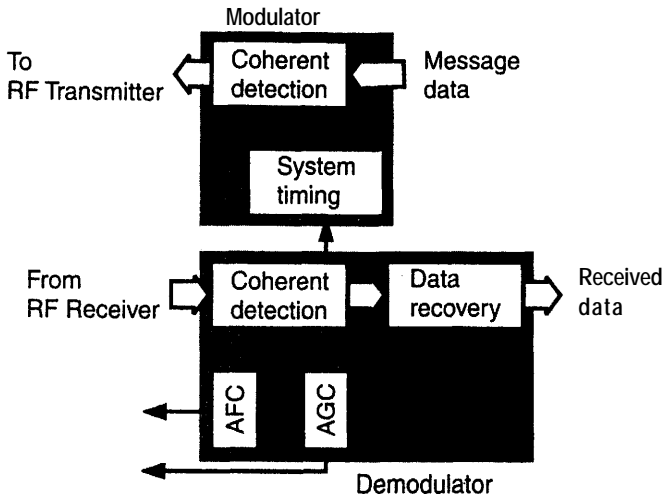 Modulator
To
RF Transmitter
Coherent
detection
Message
data
System
timing
From
RF Receiver
Coherent
detection
Data
recovery
Received
data
AFC
AGC
Demodulator